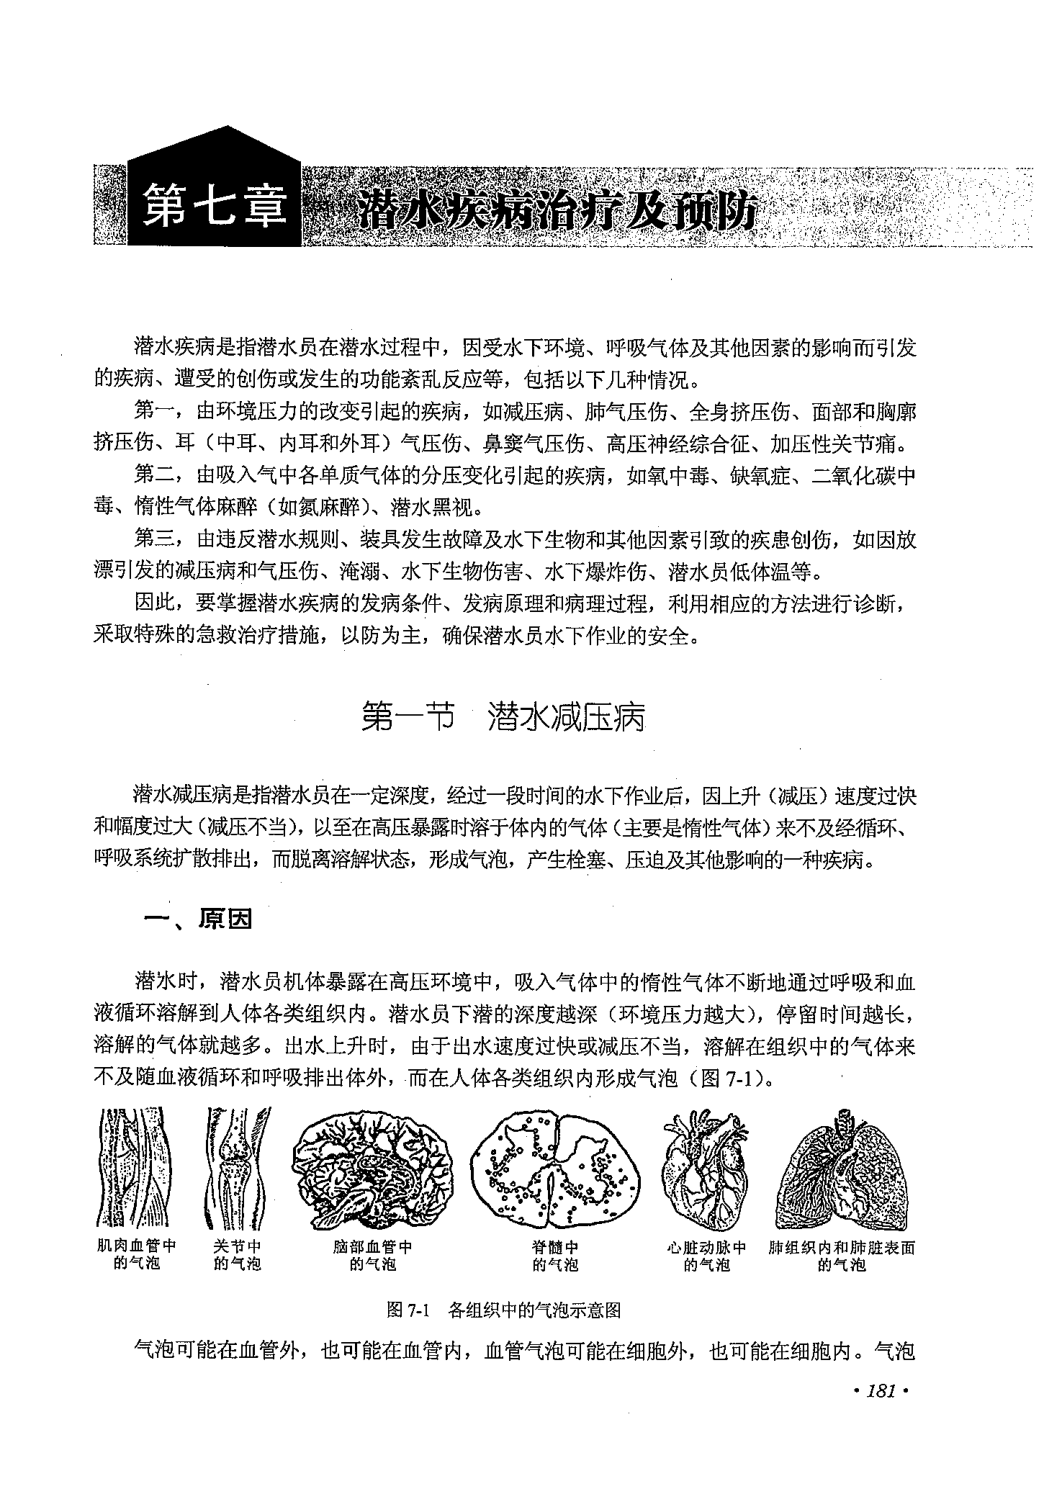 第七章 潜水疾病治疗及预防
潜水疾病是指潜水员在潜水过程中，因受水下环境、呼吸气体及其他因素的影响而引发
的疾病、遭受的创伤或发生的功能紊乱反应等，包括以下几种情况。
第一，由环境压力的改变引起的疾病，如减压病、肺气压伤、全身挤压伤、面部和胸廓
挤压伤、耳（中耳、内耳和外耳）气压伤、鼻窦气压伤、高压神经综合征、加压性关节痛。
第二，由吸入气中各单质气体的分压变化引起的疾病，如氧中毒、缺氧症、二氧化碳中
毒、惰性气体麻醉（如氮麻醉）、潜水黑视。
第三，由违反潜水规则、装具发生故障及水下生物和其他因素引致的疾患创伤，如因放
漂引发的减压病和气压伤、淹溺、水下生物伤害、水下爆炸伤、潜水员低体温等。
因此，要掌握潜水疾病的发病条件、发病原理和病理过程，利用相应的方法进行诊断，
采取特殊的急救治疗措施，以防为主，确保潜水员水下作业的安全。
第一节 潜水减压病
潜水减压病是指潜水员在一定深度，经过一段时间的水下作业后，因上升（减压）速度过快
和幅度过大（减压不当），以至在高压暴露时溶于体内的气体（主要是惰性气体）来不及经循环、
呼吸系统扩散排出，而脱离溶解状态，形成气泡，产生栓塞、压迫及其他影响的一种疾病。
一、原因
潜水时，潜水员机体暴露在高压环境中，吸入气体中的惰性气体不断地通过呼吸和血
液循环溶解到人体各类组织内。潜水员下潜的深度越深（环境压力越大），停留时间越长，
溶解的气体就越多。出水上升时，由于出水速度过快或减压不当，溶解在组织中的气体来
不及随血液循环和呼吸排出体外，而在人体各类组织内形成气泡（图 7-1）。
肌肉血管中
的气泡
关节中
的气泡
脑部血管中
的气泡
脊髓中
的气泡
心脏动脉中
的气泡
肺组织内和肺脏表面
的气泡
图 7-1 各组织中的气泡示意图
气泡可能在血管外，也可能在血管内，血管气泡可能在细胞外，也可能在细胞内。气泡
·181·